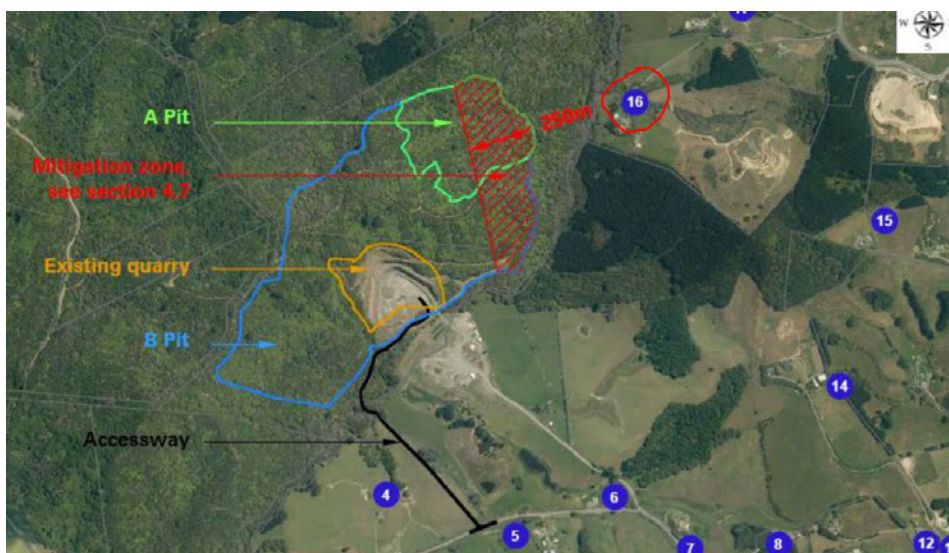 W
S
16
A Pit
250m
Mitigation zone,
see section 4.7
15
Existing quarry
B Pit
14
Accessway
4
6
5
7
8
12